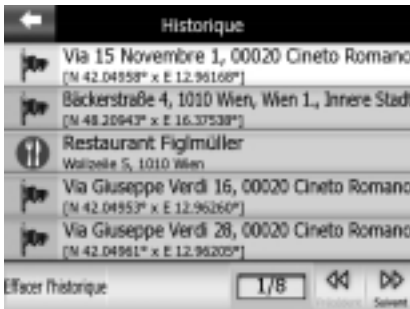 Historique
Via 15 Novembre 1, 00020 Cineto Romano
[N 42.04958° x E 12.96168°]
Bäckerstraße 4, 1010 Wien, Wien 1., Innere Stadt
[N 48.20943° x E 16.37538°]
Restaurant Figlmüller
Wollzeile 5, 1010 Wien
Via Giuseppe Verdi 16, 00020 Cineto Romano
[N 42.04953° x E 12.96260°]
Via Giuseppe Verdi 28, 00020 Cineto Romano
[N 42.04961° x E 12.96205°]
Effacer l'historique
1/8
Précédent
Suivant